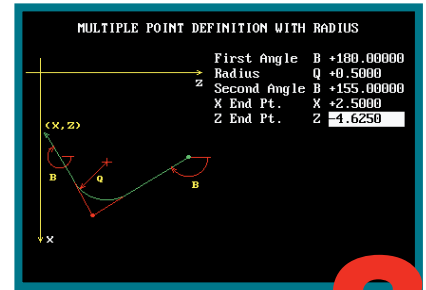 MULTIPLE POINT DEFINITION WITH RADIUS
First Angle B +180.00000
Radius Q +0.5000
Second Angle B +155.00000
X End Pt. X +2.5000
Z End Pt. Z -4.6250
Z
(X,Z)
B
Q
B
X